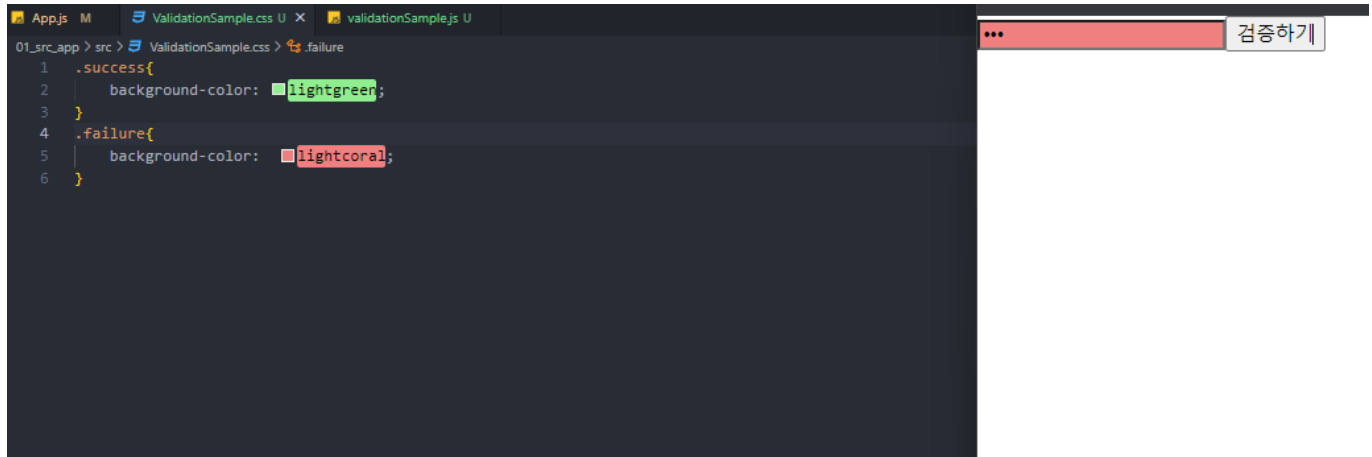 App.js M ValidationSample.css U × validationSample.js U
01_src_app > src > ValidationSample.css > .failure
1 .success{
2 background-color: lightgreen;
3 }
4 .failure{
5 background-color: lightcoral;
6 }
••• 검증하기